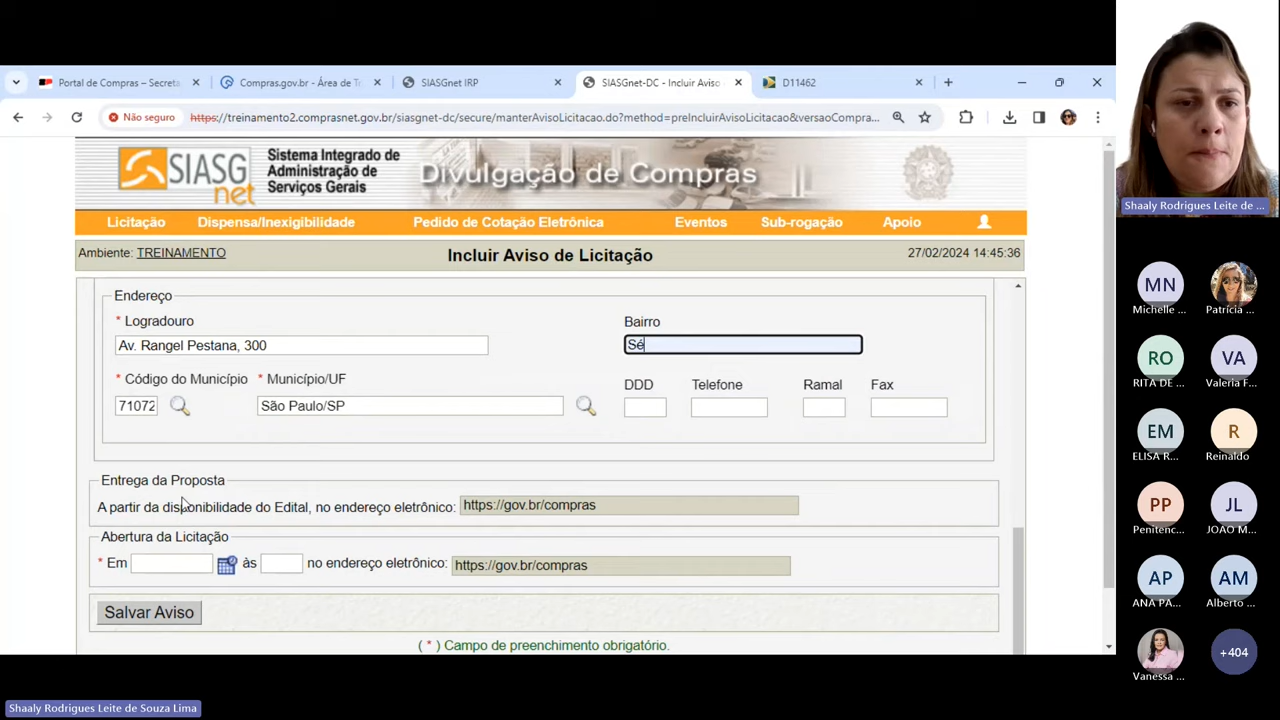 Portal de Compras – Secreta
Compras.gov.br - Área de Tr
SIASGnet IRP
SIASGnet-DC - Incluir Aviso
D11462
Não seguro
https://treinamento2.comprasnet.gov.br/siasgnet-dc/secure/manterAvisoLicitacao.do?method=preIncluirAvisoLicitacao&versaoCompra...
SIASG
net
Sistema Integrado de
Administração de
Serviços Gerais
Divulgação de Compras
Licitação Dispensa/Inexigibilidade Pedido de Cotação Eletrônica Eventos Sub-rogação Apoio
Ambiente: TREINAMENTO
Incluir Aviso de Licitação
27/02/2024 14:45:36
Endereço
* Logradouro
Bairro
Av. Rangel Pestana, 300
Sé
* Código do Município * Município/UF
DDD Telefone Ramal Fax
71072
São Paulo/SP
Entrega da Proposta
A partir da disponibilidade do Edital, no endereço eletrônico: https://gov.br/compras
Abertura da Licitação
* Em às no endereço eletrônico: https://gov.br/compras
Salvar Aviso
( * ) Campo de preenchimento obrigatório.
Shaaly Rodrigues Leite de ...
MN
Michelle ...
Patrícia ...
RO
RITA DE ...
VA
Valeria F...
EM
ELISA R...
R
Reinaldo
PP
Penitênc...
JL
JOAO M...
AP
ANA PA...
AM
Alberto ...
Vanessa ...
+404
Shaaly Rodrigues Leite de Souza Lima